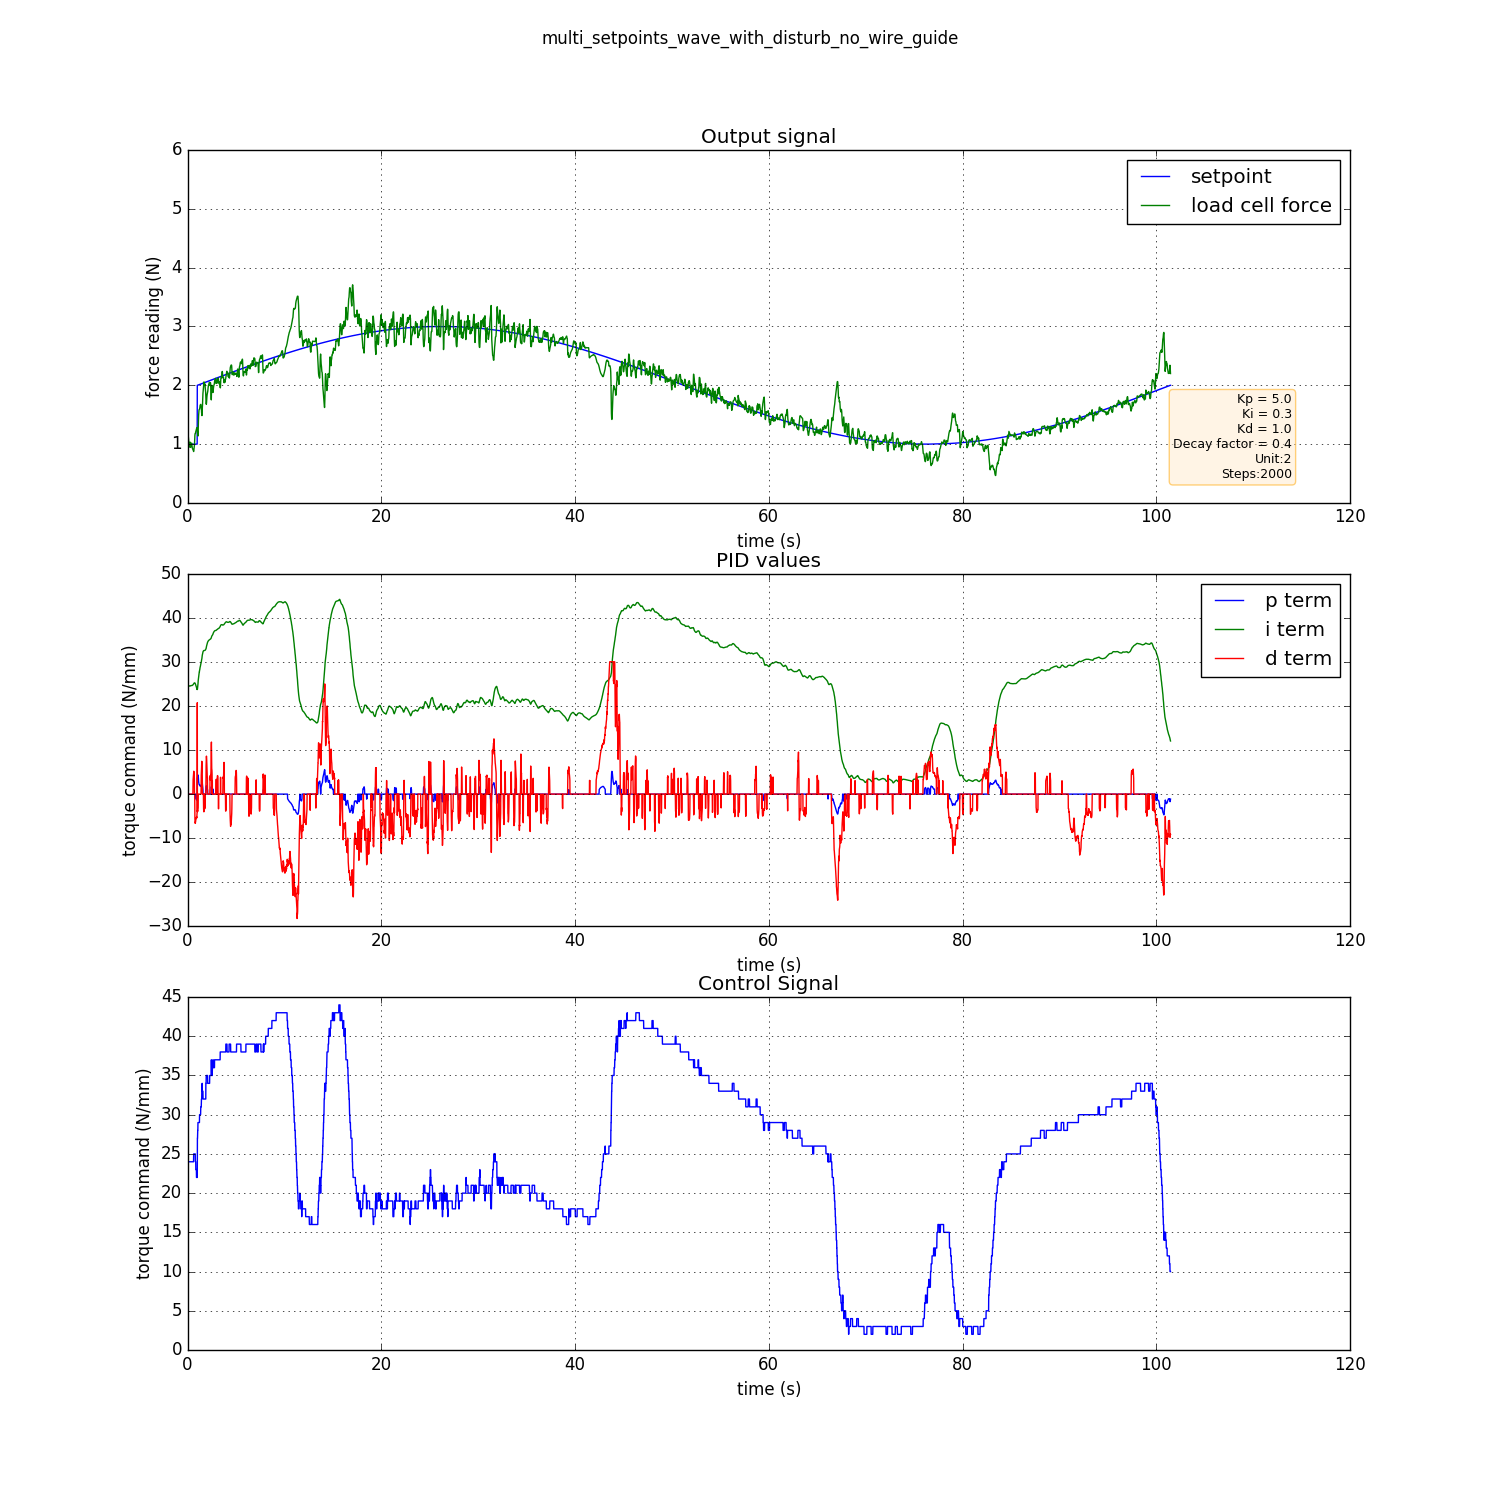 multi_setpoints_wave_with_disturb_no_wire_guide
Output signal
force reading (N)
6
5
4
3
2
1
0
setpoint
load cell force
Kp = 5.0
Ki = 0.3
Kd = 1.0
Decay factor = 0.4
Unit:2
Steps:2000
0 20 40 60 80 100 120
time (s)
PID values
torque command (N/mm)
50
40
30
20
10
0
−10
−20
−30
p term
i term
d term
0 20 40 60 80 100 120
time (s)
Control Signal
torque command (N/mm)
45
40
35
30
25
20
15
10
5
0
0 20 40 60 80 100 120
time (s)